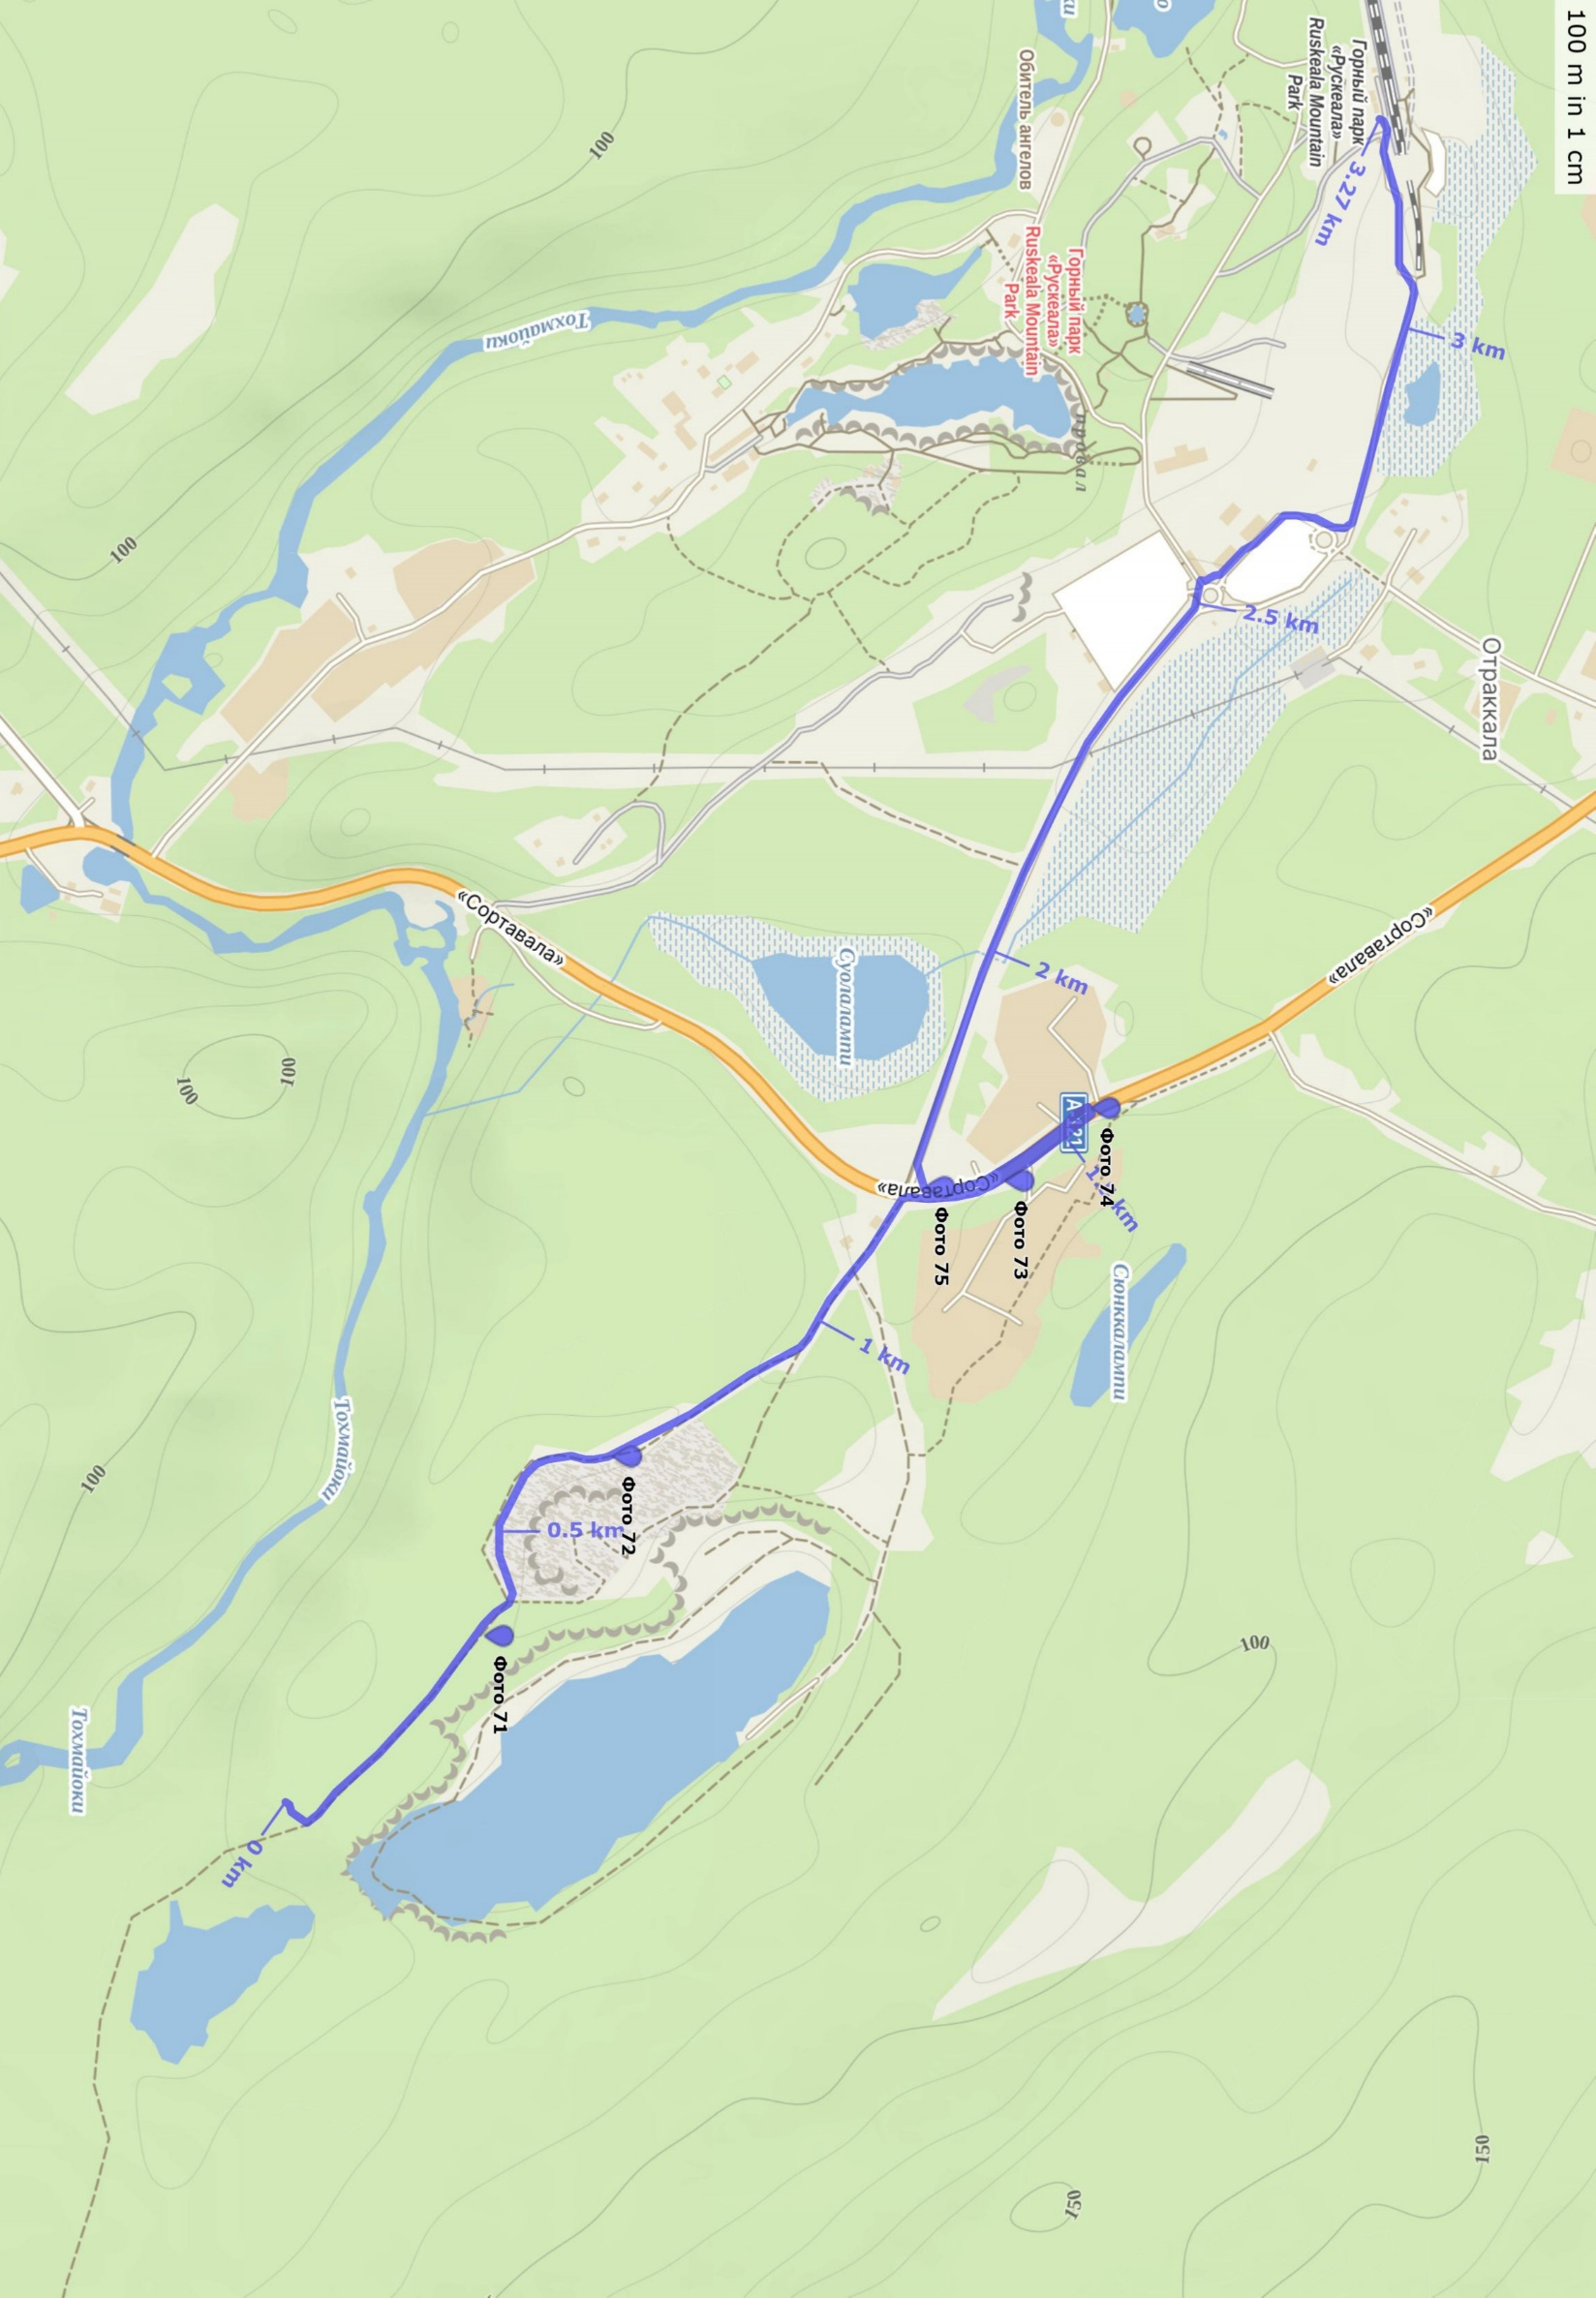 100 m in 1 cm
Горный парк
«Рускеала»
Ruskeala Mountain
Park
3.27 km
3 km
Обитель ангелов
Горный парк
«Рускеала»
Ruskeala Mountain
Park
провал
100
Тохмайоки
100
2.5 km
Отраккала
«Сортавала»
«Сортавала»
Суолалампи
2 km
100
100
Фото 74
«Сортавала»
Фото 73
Фото 75
Сюнккалампи
1 km
Тохмайоки
100
Фото 72
0.5 km
Фото 71
100
Тохмайоки
0 km
150
150